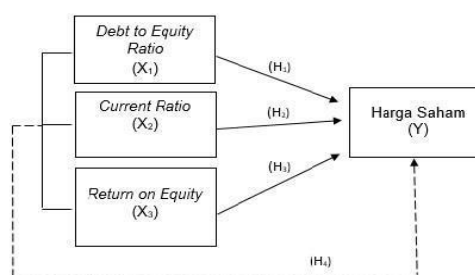 Debt to Equity
Ratio
(X₁)
(H₁)
Current Ratio
(X₂)
(H₂)
Harga Saham
(Y)
Return on Equity
(X₃)
(H₃)
(H₄)